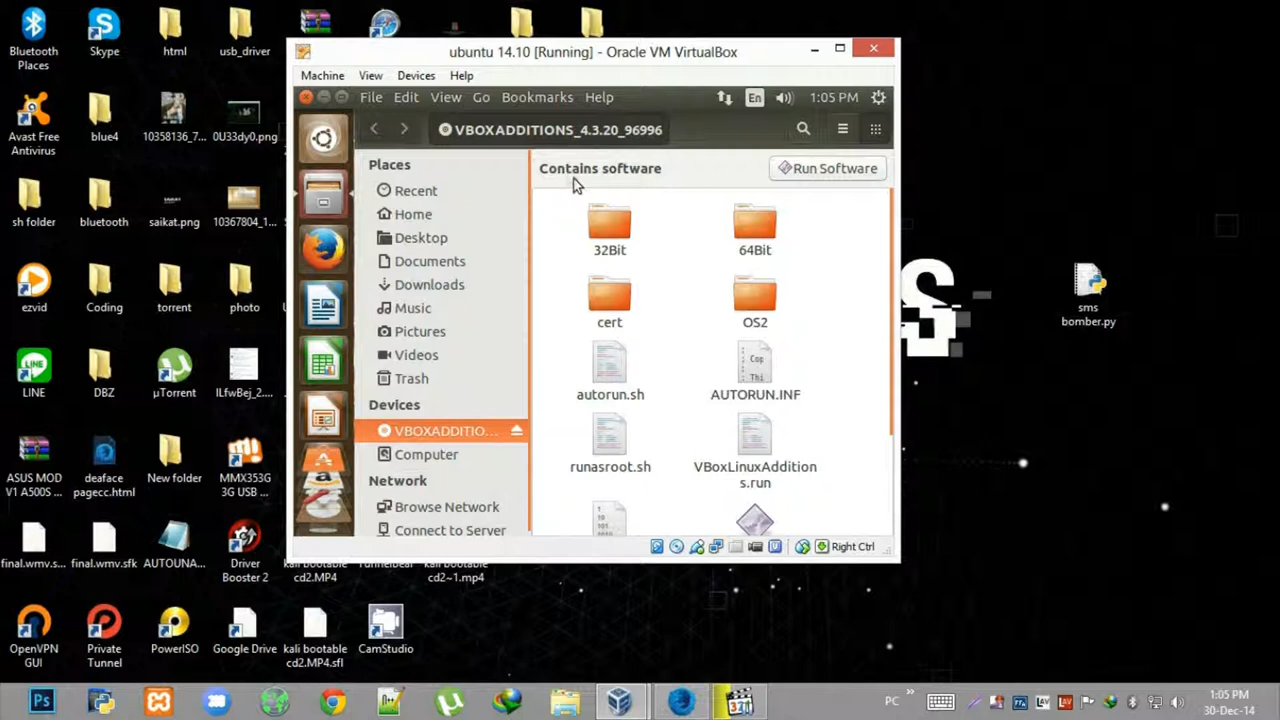 Bluetooth
Places
Skype
html
usb_driver
Avast Free
Antivirus
blue4
10358136_7...
0U33dy0.png
sh folder
bluetooth
saikat.png
10367804_1...
ezvid
Coding
torrent
photo
LINE
DBZ
µTorrent
ILfwBej_2....
ASUS MOD
V1 A500S ...
deaface
pagecc.html
New folder
MMX353G
3G USB ...
final.wmv.s...
final.wmv.sfk
AUTOUNA...
Driver
Booster 2
kali bootable
cd2.MP4
kali bootable
cd2~1.mp4
OpenVPN
GUI
Private
Tunnel
PowerISO
Google Drive
kali bootable
cd2.MP4.sfl
CamStudio
ubuntu 14.10 [Running] - Oracle VM VirtualBox
Machine View Devices Help
File Edit View Go Bookmarks Help
En
1:05 PM
VBOXADDITIONS_4.3.20_96996
Places
Recent
Home
Desktop
Documents
Downloads
Music
Pictures
Videos
Trash
Devices
VBOXADDITIO...
Computer
Network
Browse Network
Connect to Server
Contains software
Run Software
32Bit
64Bit
cert
OS2
autorun.sh
AUTORUN.INF
runasroot.sh
VBoxLinuxAddition
s.run
Right Ctrl
sms
bomber.py
PC
1:05 PM
30-Dec-14